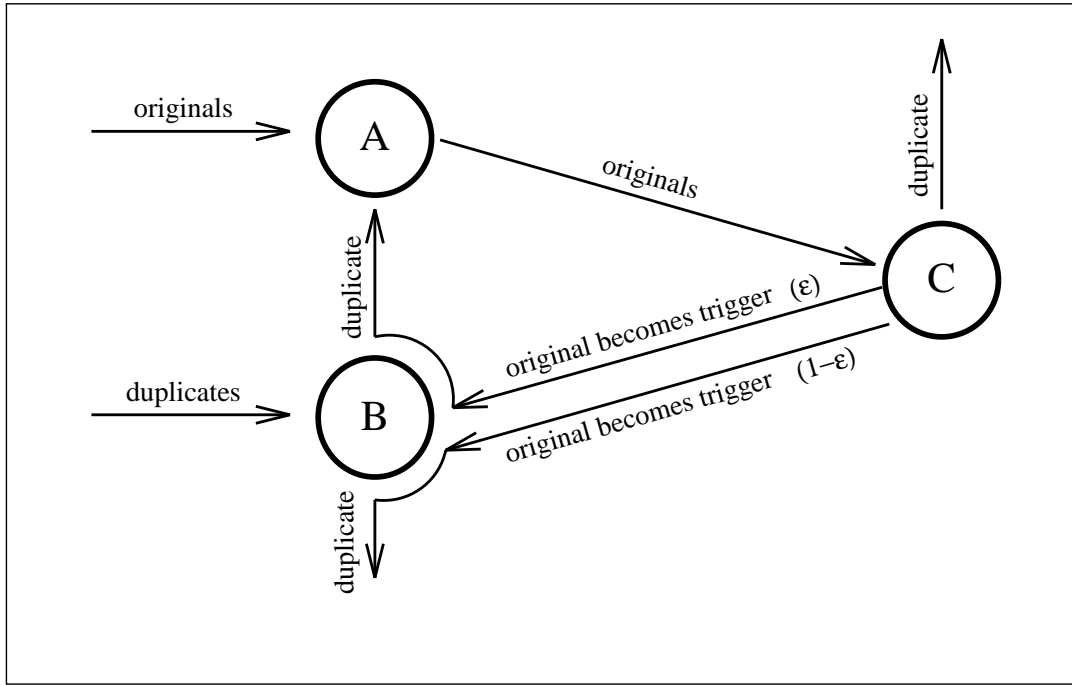 originals
A
duplicate
originals
C
duplicate
original becomes trigger (ε)
duplicates
B
original becomes trigger (1−ε)
duplicate